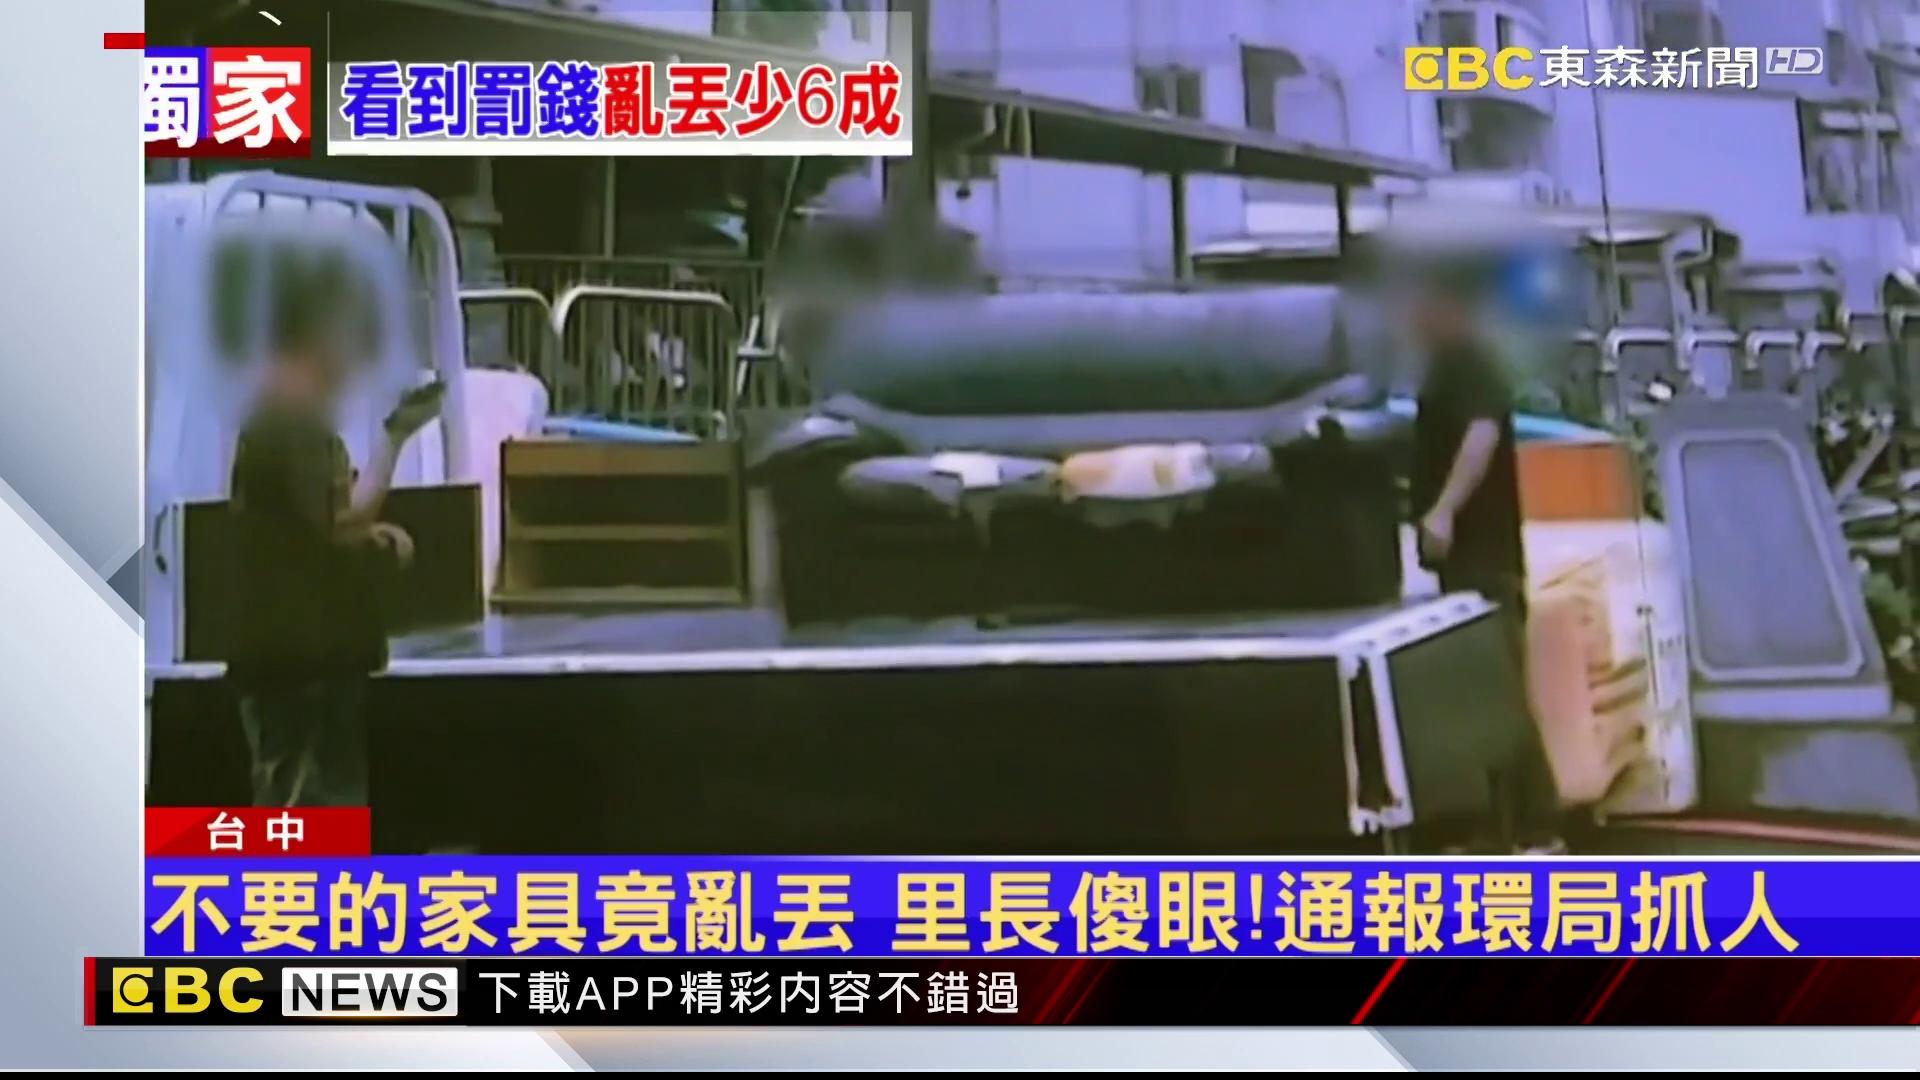 獨家
看到罰錢亂丟少6成
EBC東森新聞HD
台中
不要的家具竟亂丟 里長傻眼!通報環局抓人
EBC NEWS 下載APP精彩內容不錯過